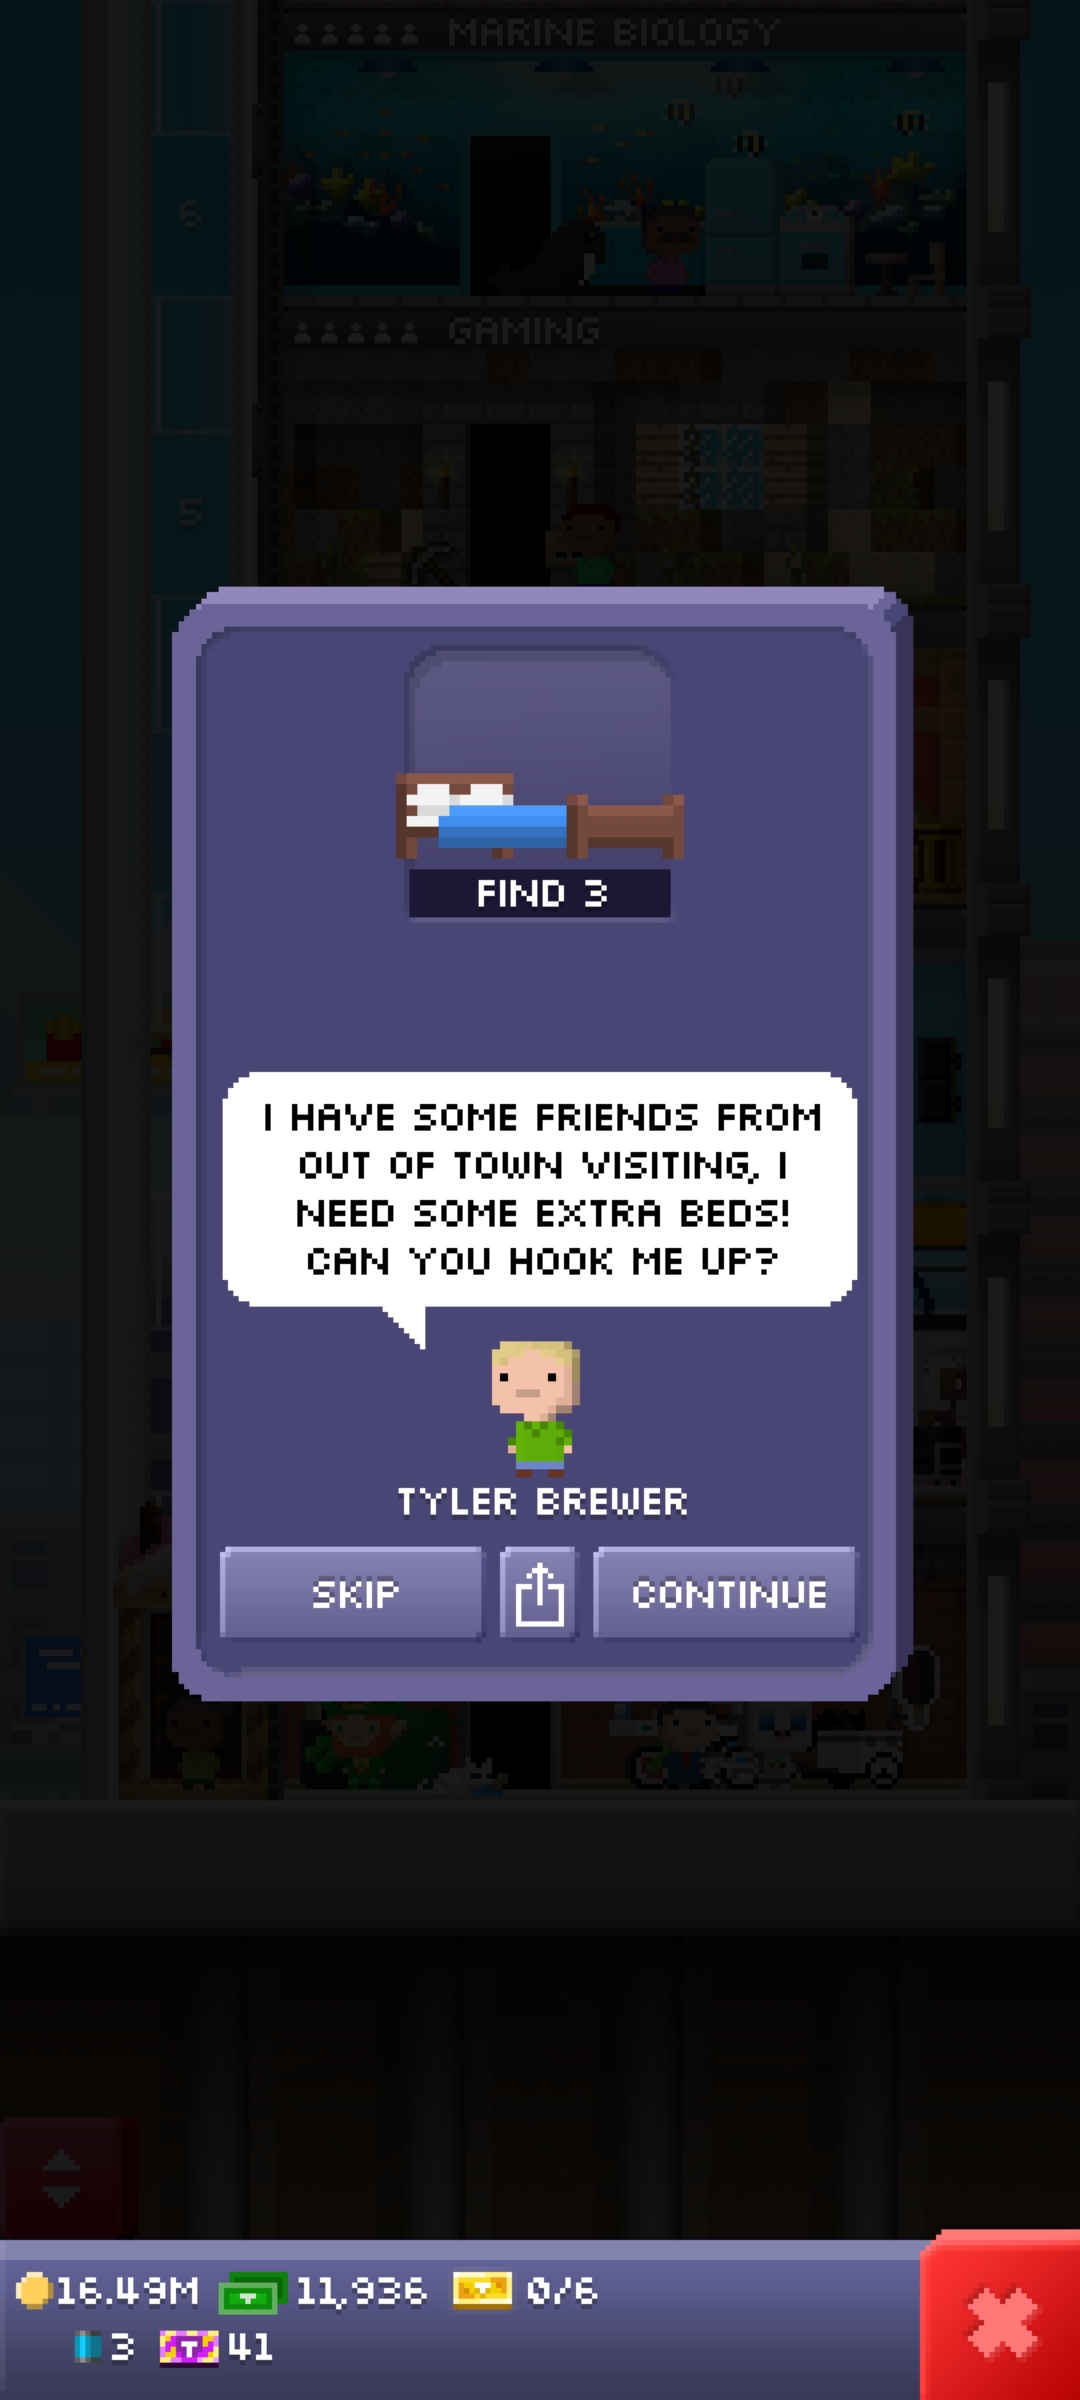 MARINE BIOLOGY
6
GAMING
5
FIND 3
I HAVE SOME FRIENDS FROM
OUT OF TOWN VISITING, I
NEED SOME EXTRA BEDS!
CAN YOU HOOK ME UP?
TYLER BREWER
SKIP
CONTINUE
16.49M 11,936 0/6
3 T 41